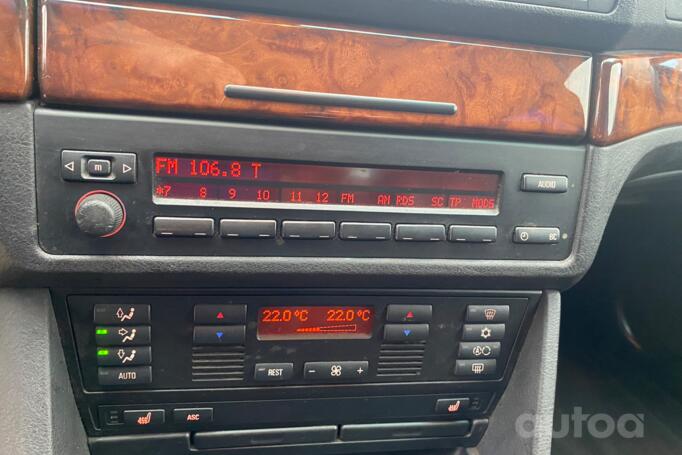 m
FM 106.8 T
*7 8 9 10 11 12 FM AM RDS SC TP MODE
AUDIO
BC
22.0 °C 22.0 °C
AUTO
REST
- +
ASC
autoa